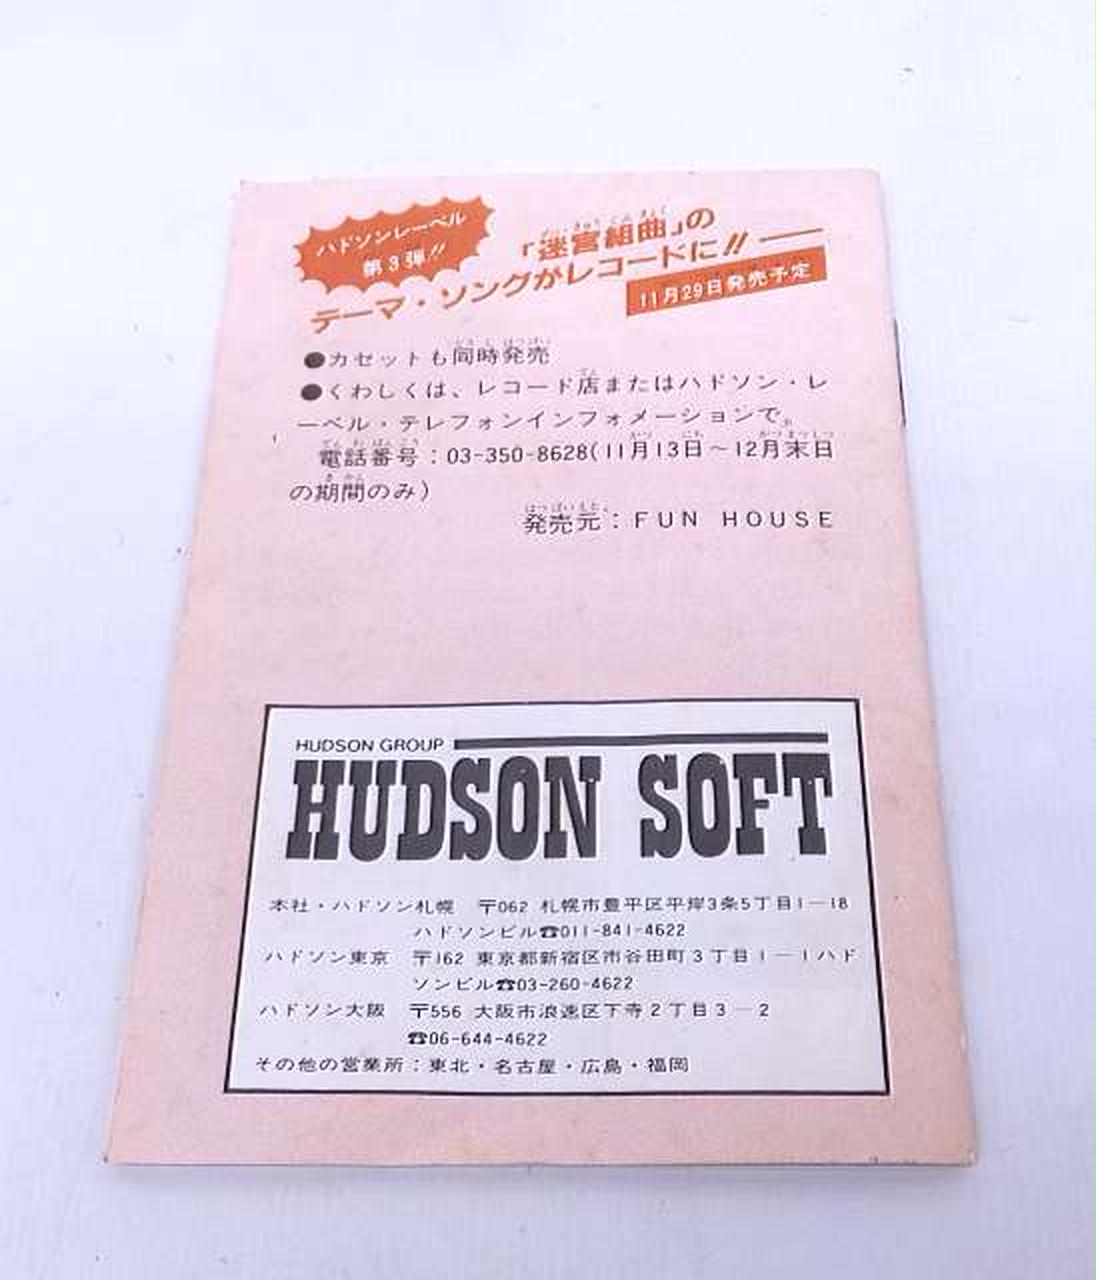 ハドソンレーベル
第3弾!!
「迷宮組曲」の
テーマ・ソングがレコードに!!
11月29日発売予定
●カセットも同時発売
●くわしくは、レコード店またはハドソン・レ
ーベル・テレフォンインフォメーションで。
電話番号：03-350-8628(11月13日～12月末日
の期間のみ)
発売元：FUN HOUSE
HUDSON GROUP
HUDSON SOFT
本社・ハドソン札幌 〒062 札幌市豊平区平岸3条5丁目1―18
ハドソンビル☎011-841-4622
ハドソン東京 〒162 東京都新宿区市谷田町3丁目1―1ハド
ソンビル☎03-260-4622
ハドソン大阪 〒556 大阪市浪速区下寺2丁目3―2
☎06-644-4622
その他の営業所：東北・名古屋・広島・福岡